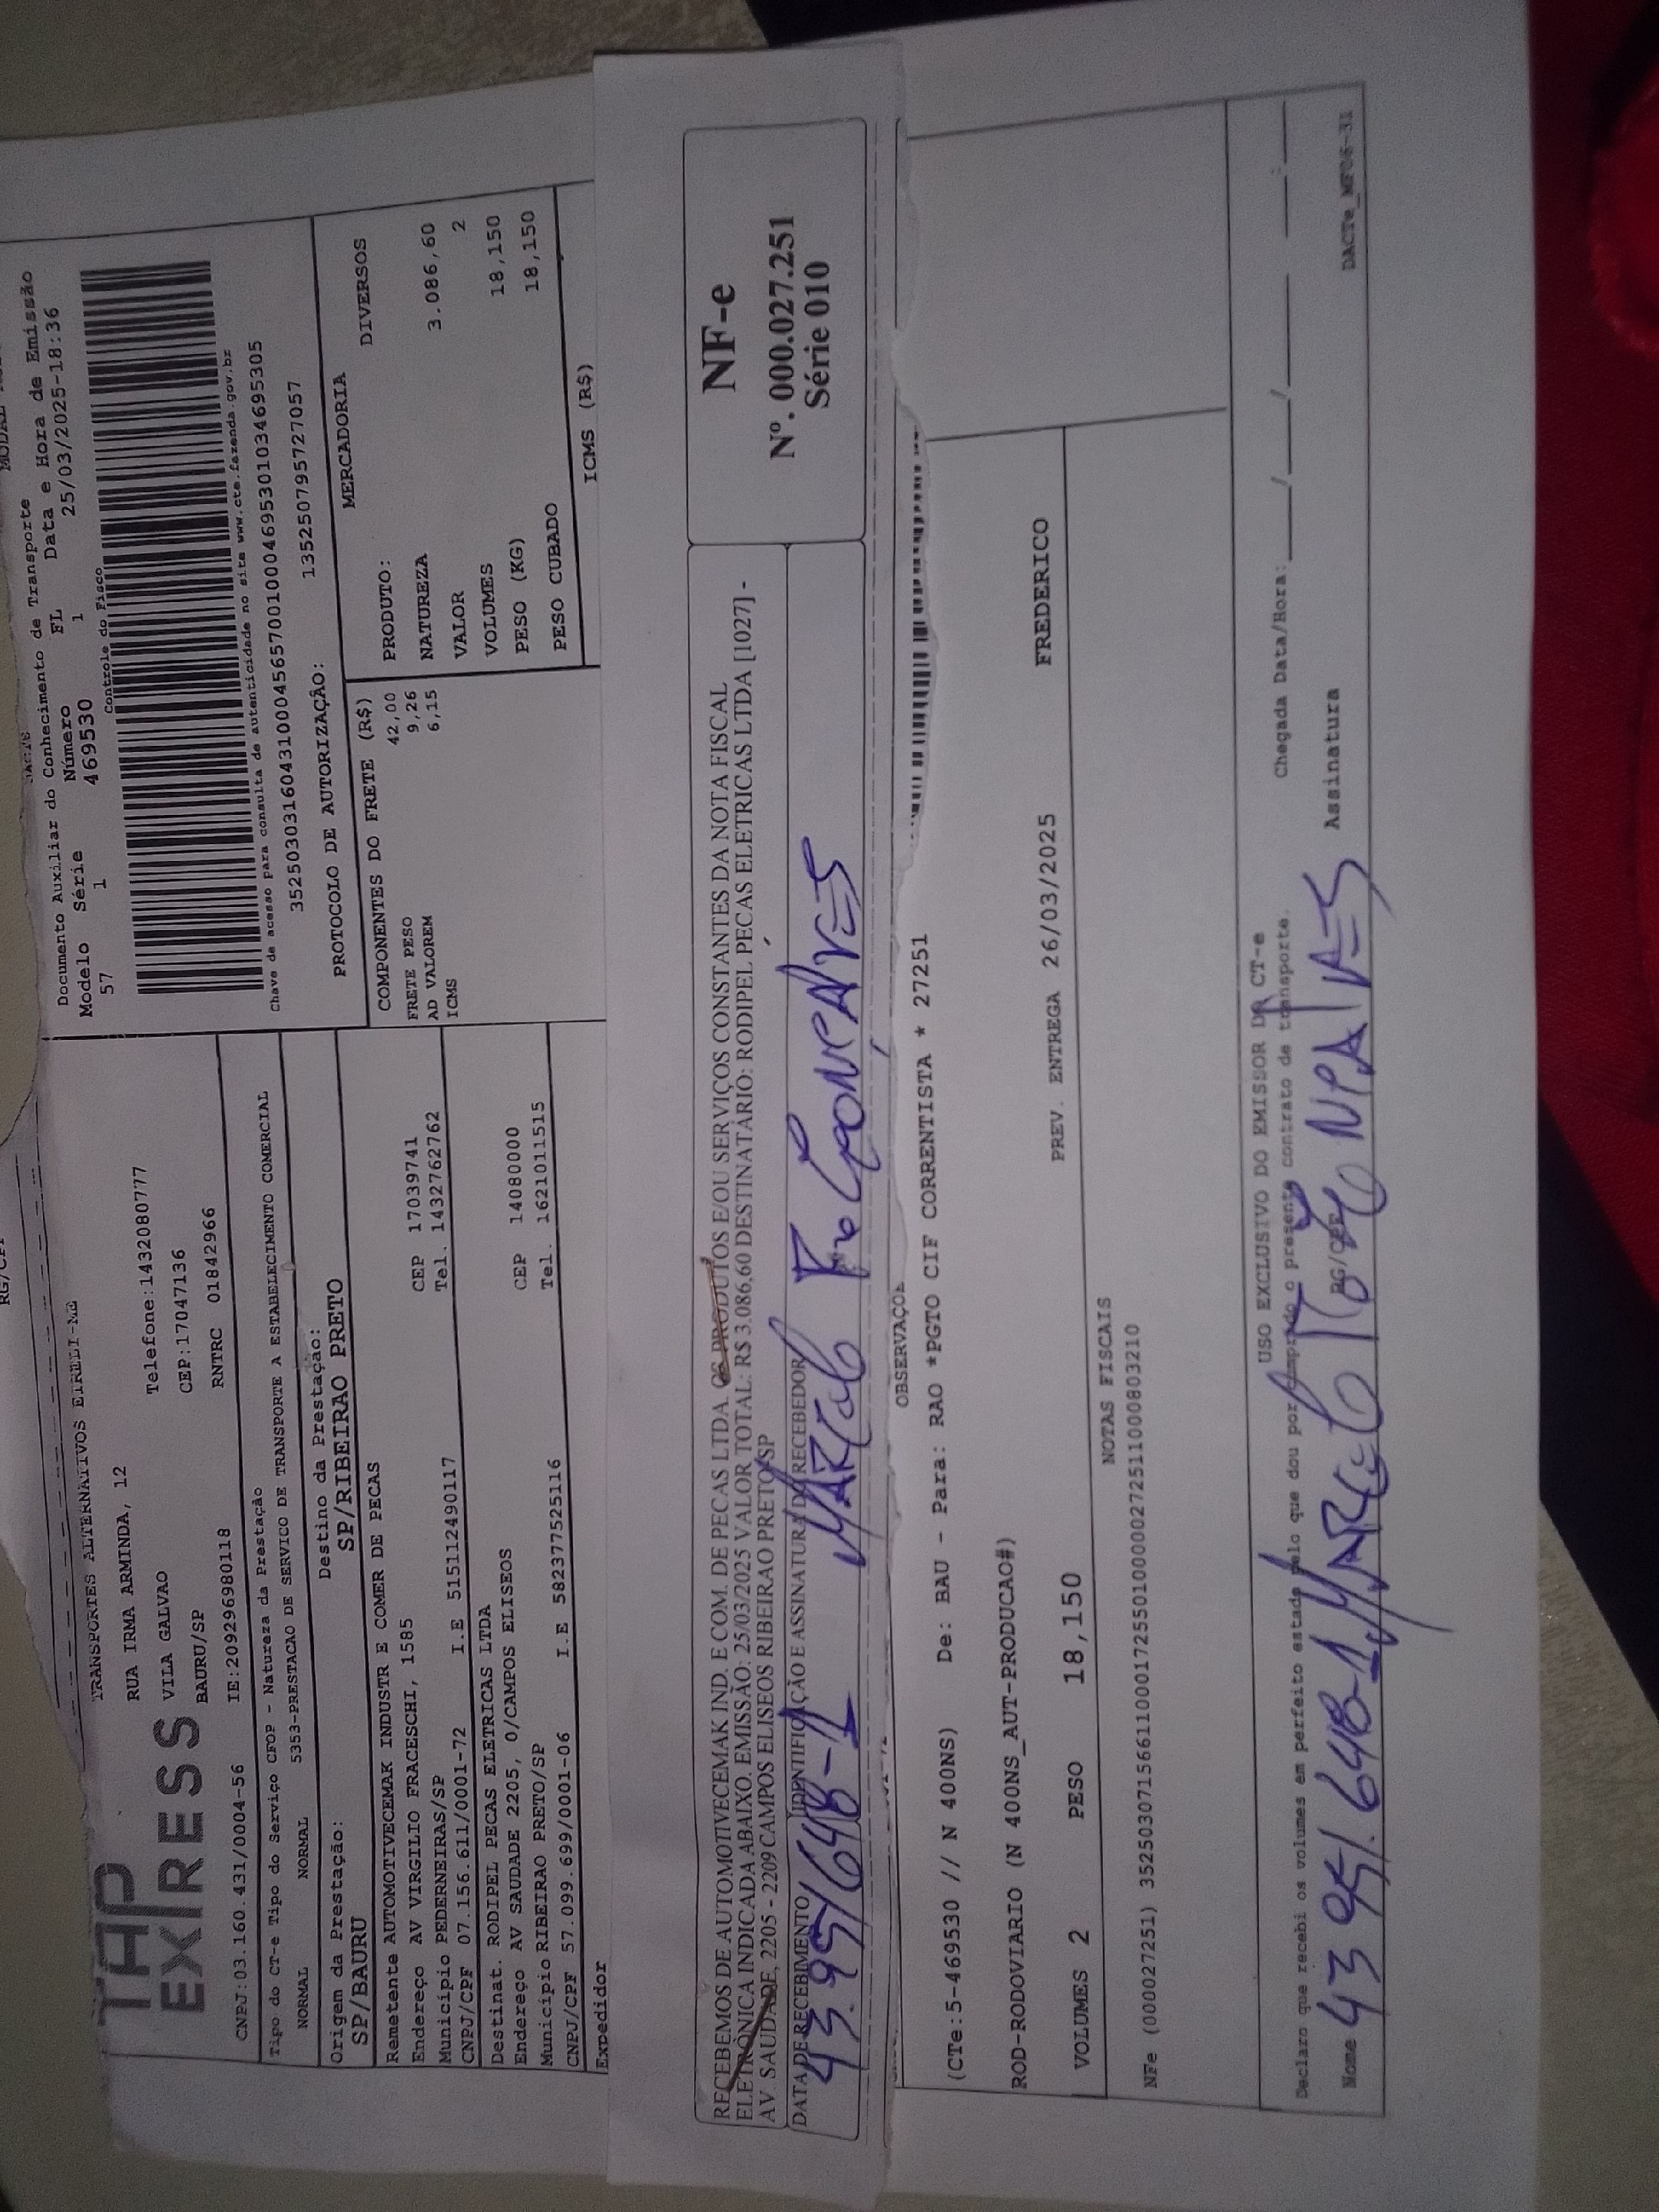 TAP
EXPRESS
TRANSPORTES ALTERNATIVOS EIRELI-ME
RUA IRMA ARMINDA, 12
Telefone:1432080777
VILA GALVAO
CEP:17047136
BAURU/SP
RNTRC 01842966
CNPJ:03.160.431/0004-56
IE:209296980118
Documento Auxiliar do Conhecimento de Transporte
Modelo Série Número FL Data e Hora de Emissão
57 1 469530 1 25/03/2025-18:36
Controle do Fisco
Chave de acesso para consulta de autenticidade no site www.cte.fazenda.gov.br
35250303160431000456570010004695301034695305
PROTOCOLO DE AUTORIZAÇÃO: 135250795727057
Tipo do CT-e Tipo do Serviço CFOP - Natureza da Prestação
NORMAL NORMAL 5353-PRESTACAO DE SERVICO DE TRANSPORTE A ESTABELECIMENTO COMERCIAL
Origem da Prestação: Destino da Prestação:
SP/BAURU SP/RIBEIRAO PRETO
Remetente AUTOMOTIVECEMAK INDUSTR E COMER DE PECAS
Endereço AV VIRGILIO FRACESCHI, 1585 CEP 17039741
Município PEDERNEIRAS/SP Tel. 1432762762
CNPJ/CPF 07.156.611/0001-72 I.E 515112490117
Destinat. RODIPEL PECAS ELETRICAS LTDA
Endereço AV SAUDADE 2205, 0/CAMPOS ELISEOS CEP 14080000
Município RIBEIRAO PRETO/SP Tel. 1621011515
CNPJ/CPF 57.099.699/0001-06 I.E 582377525116
Expedidor
COMPONENTES DO FRETE (R$)
FRETE PESO 42,00
AD VALOREM 9,26
ICMS 6,15
MERCADORIA
PRODUTO: DIVERSOS
NATUREZA
VALOR 3.086,60
VOLUMES 2
PESO (KG) 18,150
PESO CUBADO 18,150
ICMS (R$)
RECEBEMOS DE AUTOMOTIVECEMAK IND. E COM. DE PECAS LTDA. OS PRODUTOS E/OU SERVIÇOS CONSTANTES DA NOTA FISCAL
ELETRÔNICA INDICADA ABAIXO. EMISSÃO: 25/03/2025 VALOR TOTAL: R$ 3.086,60 DESTINATÁRIO: RODIPEL PECAS ELETRICAS LTDA [1027] -
AV. SAUDADE, 2205 - 2209 CAMPOS ELISEOS RIBEIRAO PRETO/SP
DATA DE RECEBIMENTO IDENTIFICAÇÃO E ASSINATURA DO RECEBEDOR
NF-e
Nº. 000.027.251
Série 010
OBSERVAÇÕE
(CTe:5-469530 // N 400NS) De: BAU - Para: RAO *PGTO CIF CORRENTISTA * 27251
ROD-RODOVIARIO (N 400NS_AUT-PRODUCAO#)
VOLUMES 2 PESO 18,150 PREV. ENTREGA 26/03/2025 FREDERICO
NOTAS FISCAIS
NFe (000027251) 35250307156611000172550100000272511000803210
USO EXCLUSIVO DO EMISSOR DO CT-e
Declaro que recebi os volumes em perfeito estado pelo que dou por cumprido o presente contrato de transporte.
Chegada Data/Hora:____/____/____ ____:____
Nome 43 951.648-1 RG/CPF Assinatura
DACTe_MF06-31